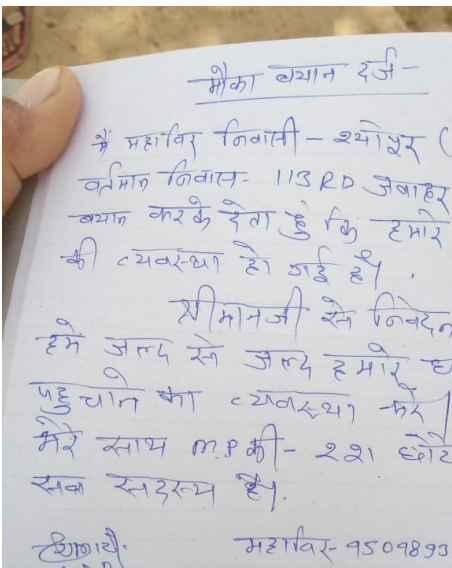 मौका बयान दर्ज -
मैं महाविर निवासी - श्योपुर (
वर्तमान निवास - 113 RD जवाहर
बयान करके देता हुं कि हमारे
की व्यवस्था हो गई है।
श्रीमानजी से निवेदन
हमे जल्द से जल्द हमारे घ
पहुचाने का व्यवस्था करे
मेरे साथ M.P की - 221 छोटे
सब सदस्य है।
महाविर - 9509893